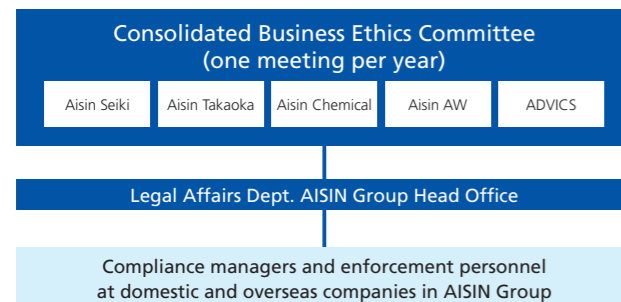 Consolidated Business Ethics Committee
(one meeting per year)
Aisin Seiki
Aisin Takaoka
Aisin Chemical
Aisin AW
ADVICS
Legal Affairs Dept. AISIN Group Head Office
Compliance managers and enforcement personnel
at domestic and overseas companies in AISIN Group